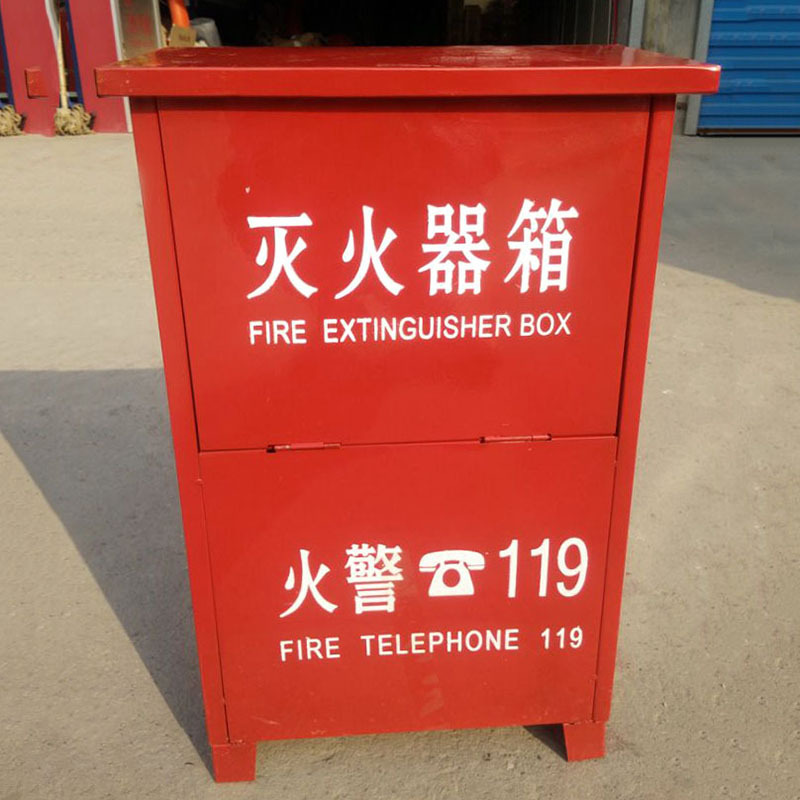 灭火器箱
FIRE EXTINGUISHER BOX
火警☎119
FIRE TELEPHONE 119